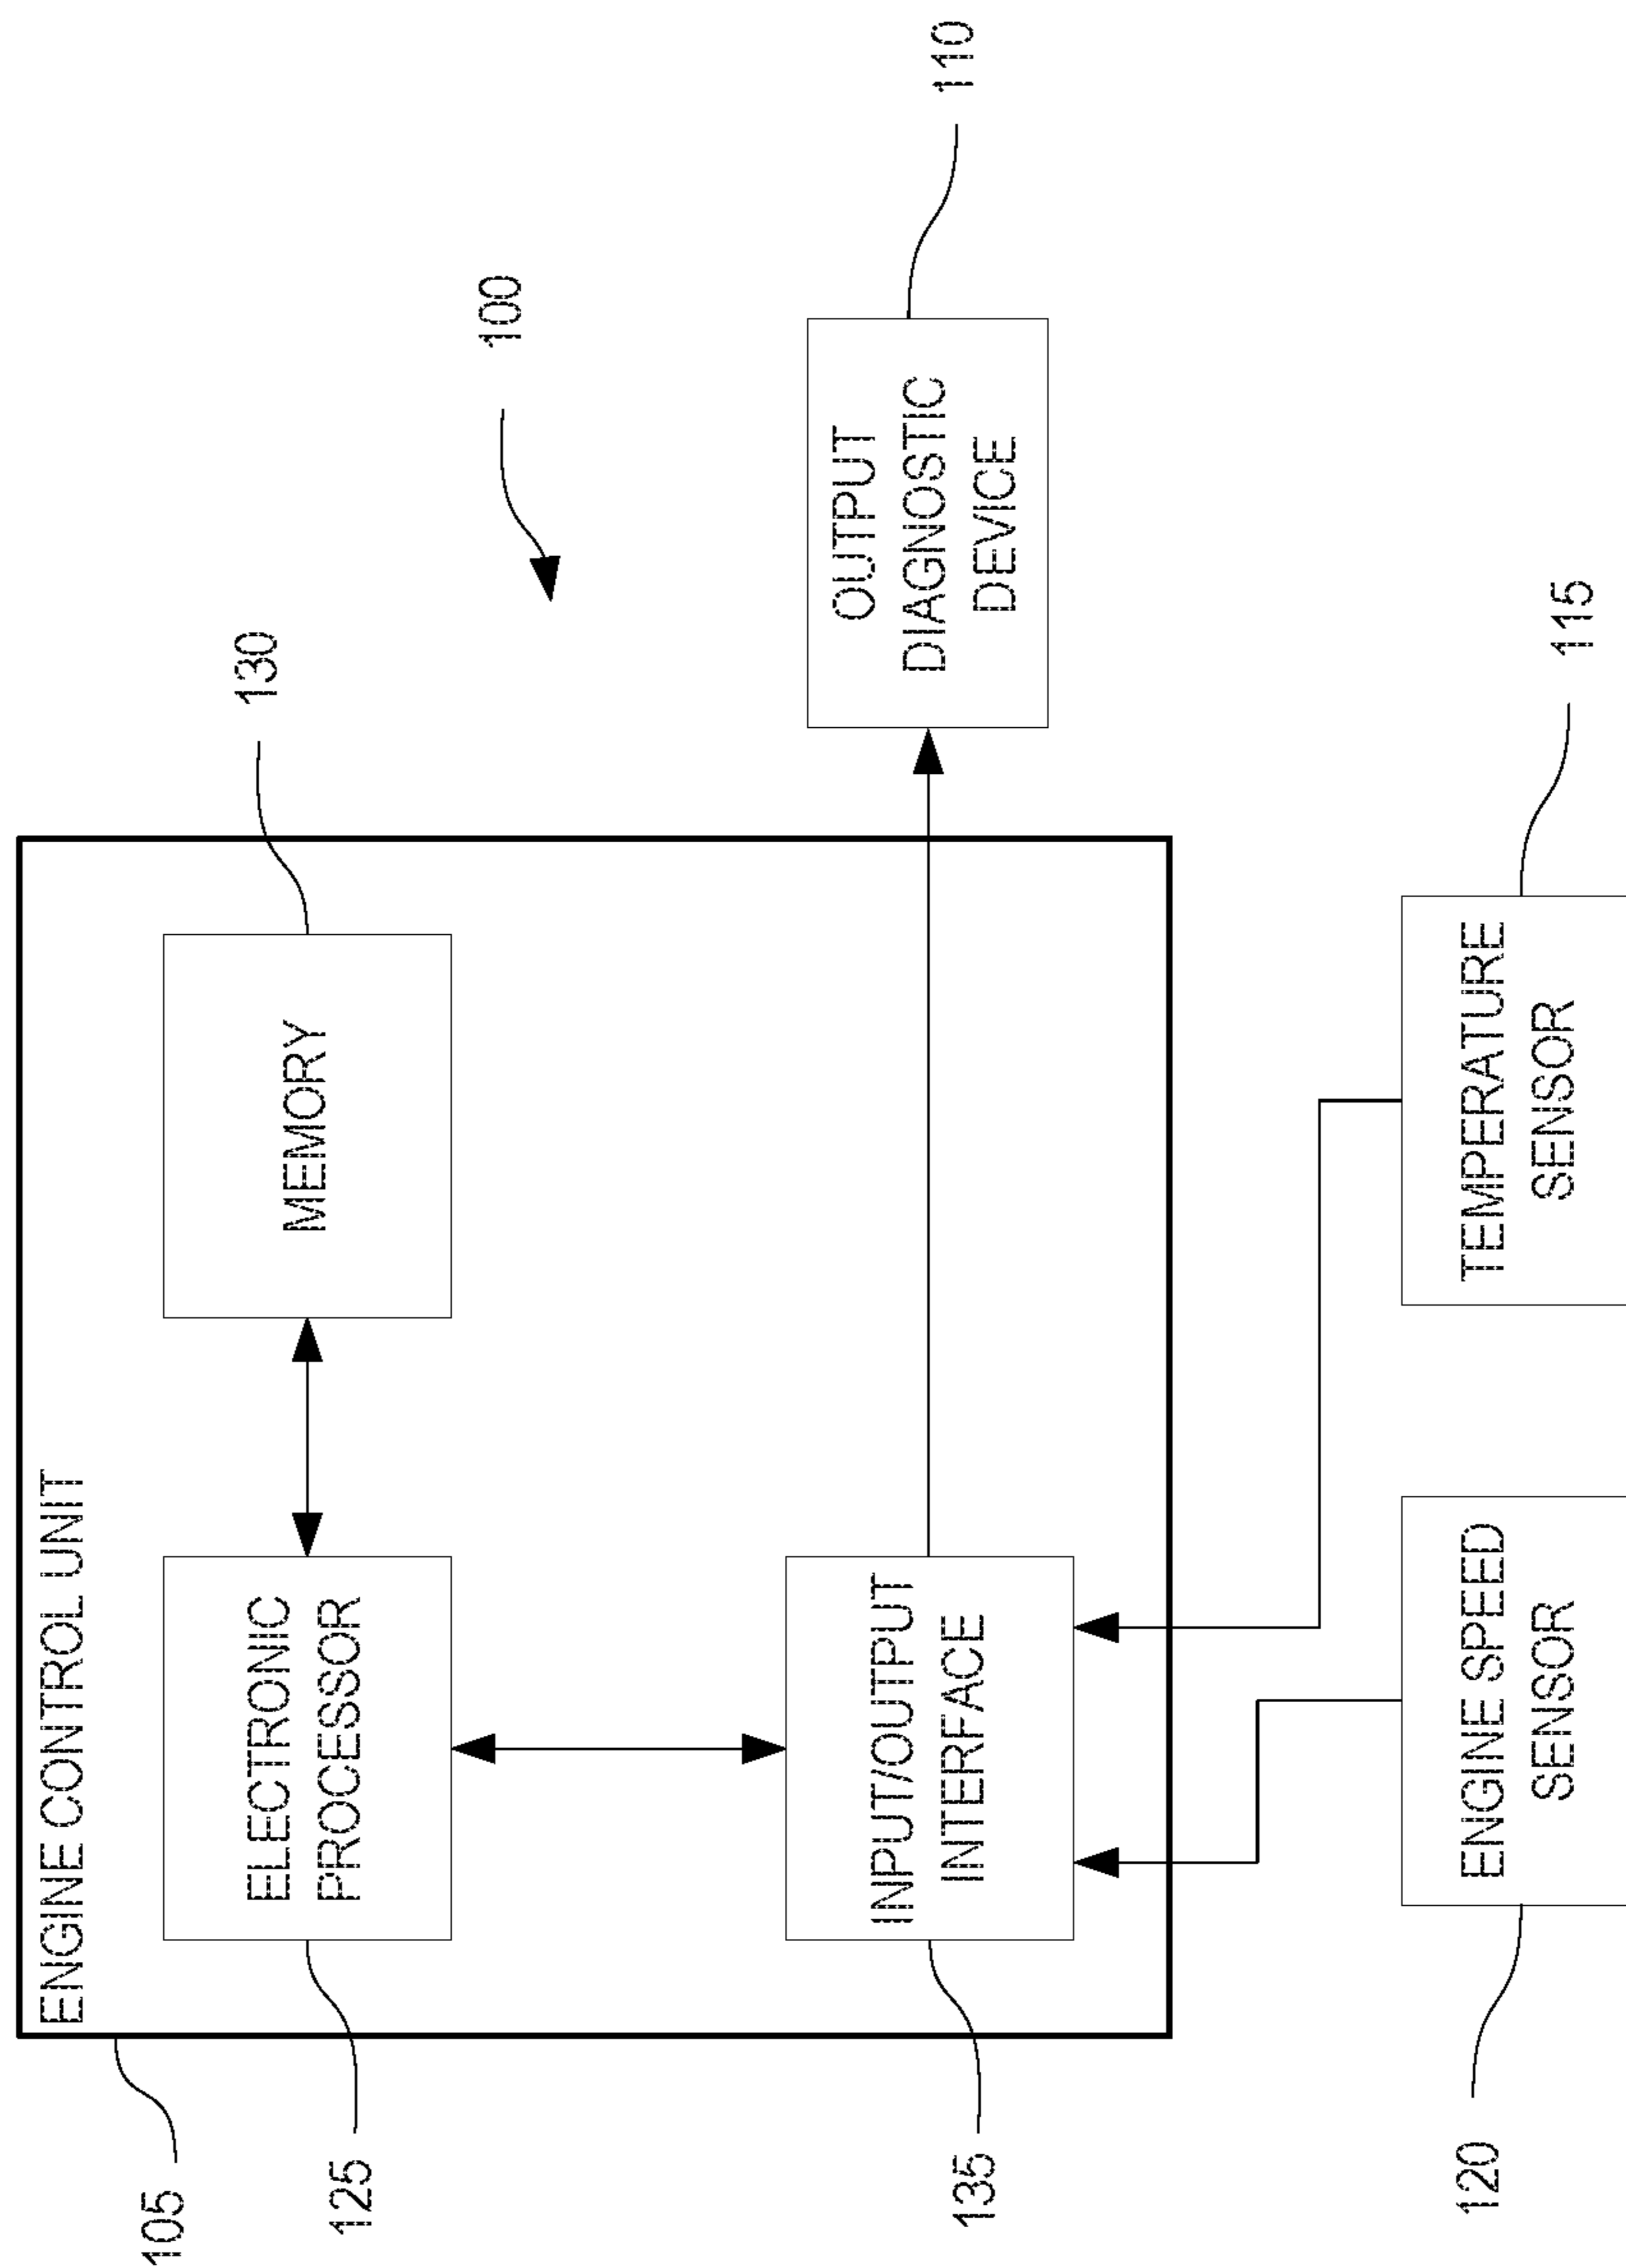 105
ENGINE CONTROL UNIT
125
ELECTRONIC
PROCESSOR
MEMORY
130
100
135
INPUT/OUTPUT
INTERFACE
OUTPUT
DIAGNOSTIC
DEVICE
110
120
ENGINE SPEED
SENSOR
TEMPERATURE
SENSOR
115